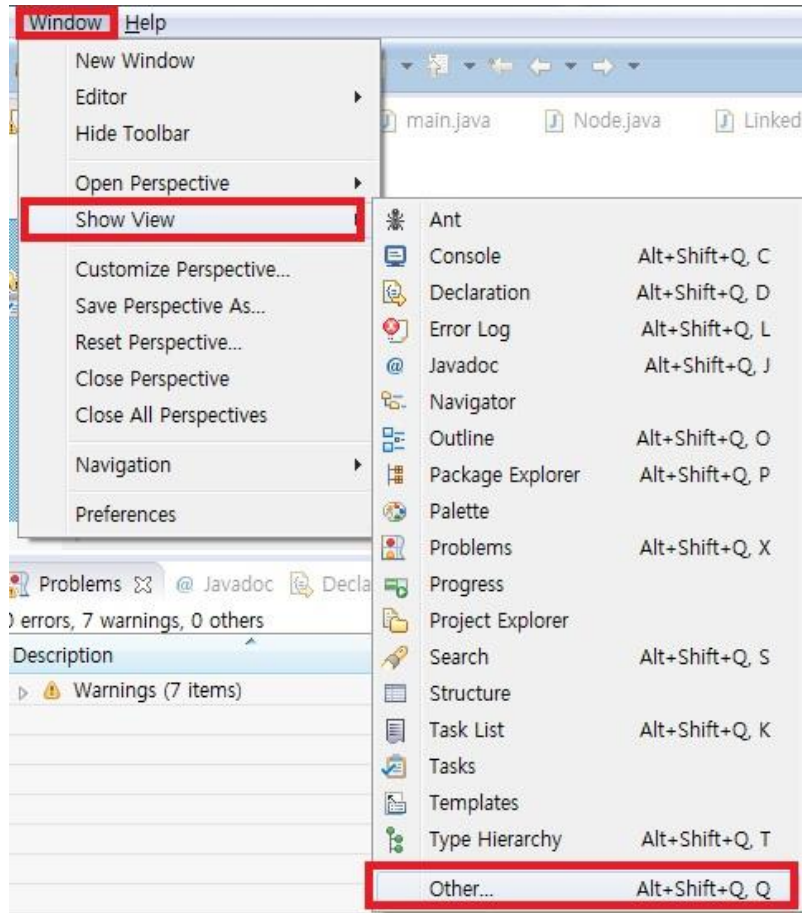 Window Help
New Window
Editor
Hide Toolbar
main.java Node.java Linked
Open Perspective
Show View
Customize Perspective...
Save Perspective As...
Reset Perspective...
Close Perspective
Close All Perspectives
Navigation
Preferences
Ant
Console Alt+Shift+Q, C
Declaration Alt+Shift+Q, D
Error Log Alt+Shift+Q, L
Javadoc Alt+Shift+Q, J
Navigator
Outline Alt+Shift+Q, O
Package Explorer Alt+Shift+Q, P
Palette
Problems Alt+Shift+Q, X
Progress
Project Explorer
Search Alt+Shift+Q, S
Structure
Task List Alt+Shift+Q, K
Tasks
Templates
Type Hierarchy Alt+Shift+Q, T
Other... Alt+Shift+Q, Q
Problems @ Javadoc Decla
errors, 7 warnings, 0 others
Description
Warnings (7 items)